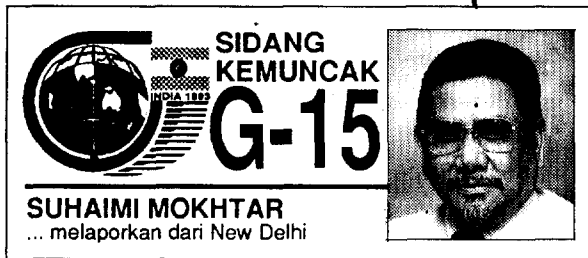 SIDANG
KEMUNCAK
INDIA 1993
G-15
SUHAIMI MOKHTAR
... melaporkan dari New Delhi